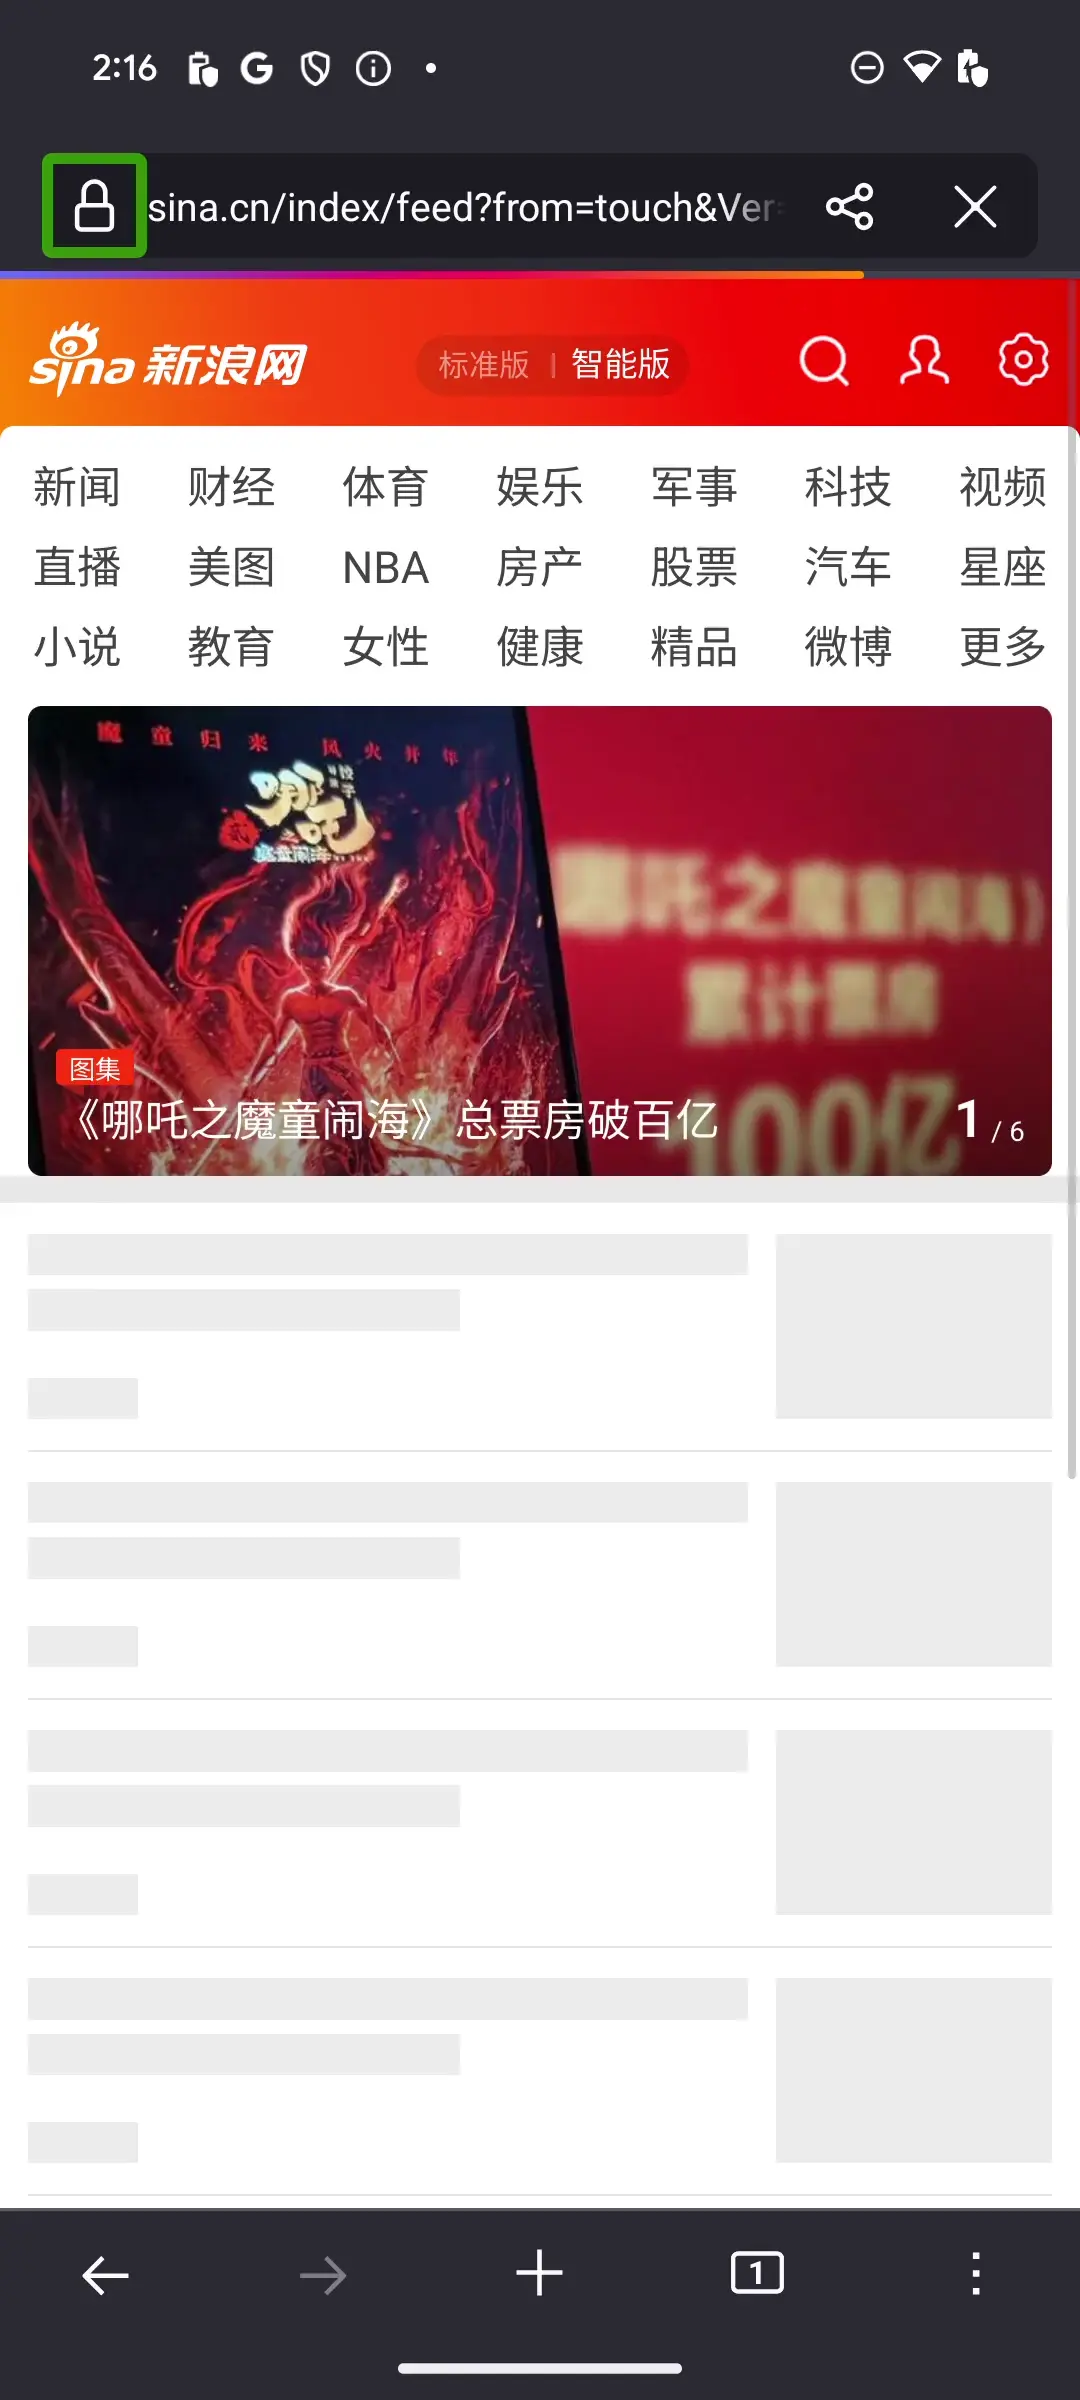 2:16
sina.cn/index/feed?from=touch&Ver=
sina 新浪网
标准版 | 智能版
新闻 财经 体育 娱乐 军事 科技 视频
直播 美图 NBA 房产 股票 汽车 星座
小说 教育 女性 健康 精品 微博 更多
魔童归来 风火并作
哪吒
之
魔童闹海
哪吒之魔童闹海》
累计票房
100亿
图集
《哪吒之魔童闹海》总票房破百亿
1 / 6
1